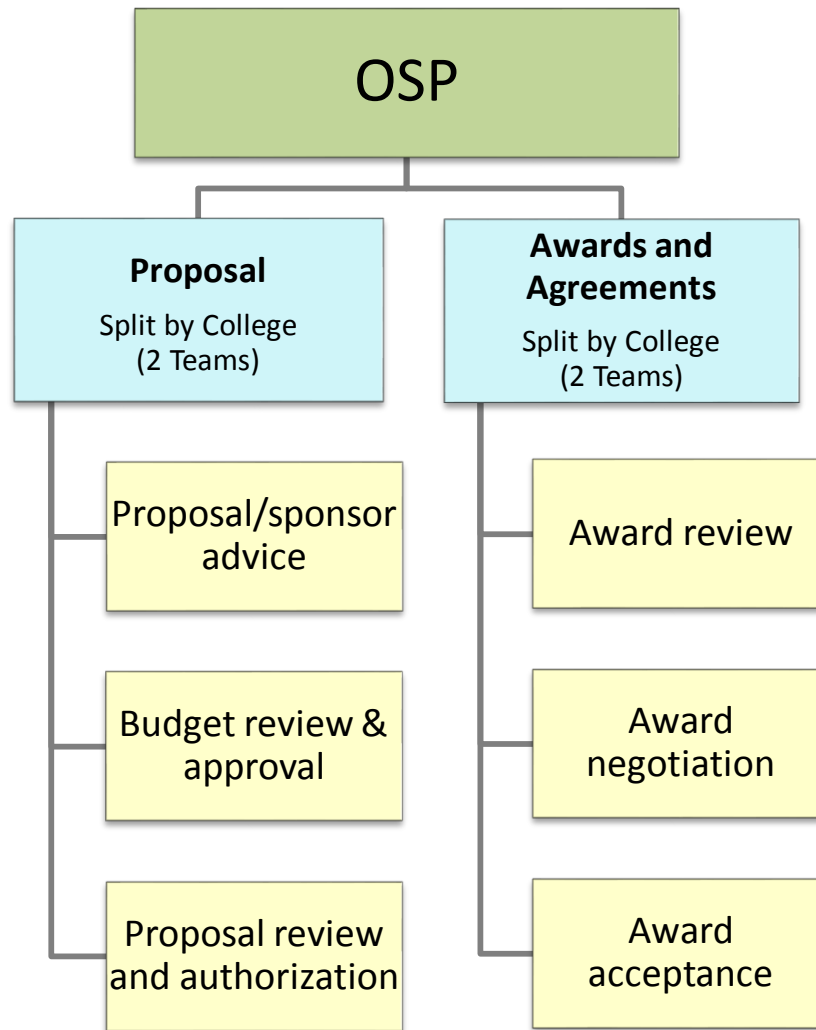 OSP
Proposal
Split by College
(2 Teams)
Proposal/sponsor
advice
Budget review &
approval
Proposal review
and authorization
Awards and
Agreements
Split by College
(2 Teams)
Award review
Award
negotiation
Award
acceptance